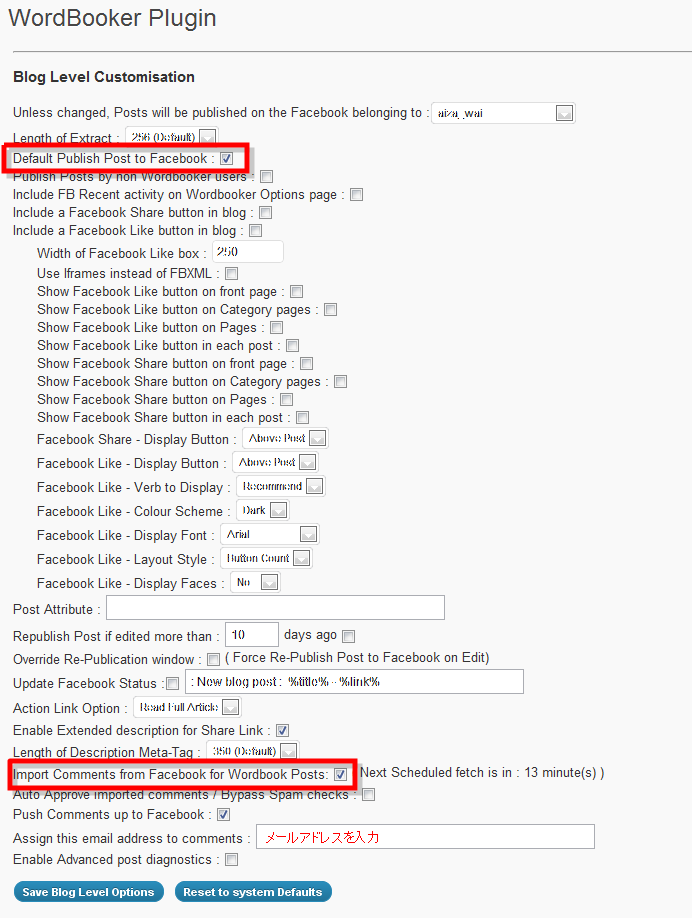 WordBooker Plugin
Blog Level Customisation
Unless changed, Posts will be published on the Facebook belonging to : aizaj_wai
Length of Extract : 256 (Default)
Default Publish Post to Facebook :
Publish Posts by non Wordbooker users :
Include FB Recent activity on Wordbooker Options page :
Include a Facebook Share button in blog :
Include a Facebook Like button in blog :
Width of Facebook Like box : 250
Use Iframes instead of FBXML :
Show Facebook Like button on front page :
Show Facebook Like button on Category pages :
Show Facebook Like button on Pages :
Show Facebook Like button in each post :
Show Facebook Share button on front page :
Show Facebook Share button on Category pages :
Show Facebook Share button on Pages :
Show Facebook Share button in each post :
Facebook Share - Display Button : Above Post
Facebook Like - Display Button : Above Post
Facebook Like - Verb to Display : Recommend
Facebook Like - Colour Scheme : Dark
Facebook Like - Display Font : Arial
Facebook Like - Layout Style : Button Count
Facebook Like - Display Faces : No
Post Attribute :
Republish Post if edited more than : 10 days ago
Override Re-Publication window : ( Force Re-Publish Post to Facebook on Edit)
Update Facebook Status : : New blog post : %title% - %link%
Action Link Option : Read Full Article
Enable Extended description for Share Link :
Length of Description Meta-Tag : 350 (Default)
Import Comments from Facebook for Wordbook Posts: Next Scheduled fetch is in : 13 minute(s) )
Auto Approve imported comments / Bypass Spam checks :
Push Comments up to Facebook :
Assign this email address to comments : メールアドレスを入力
Enable Advanced post diagnostics :
Save Blog Level Options Reset to system Defaults